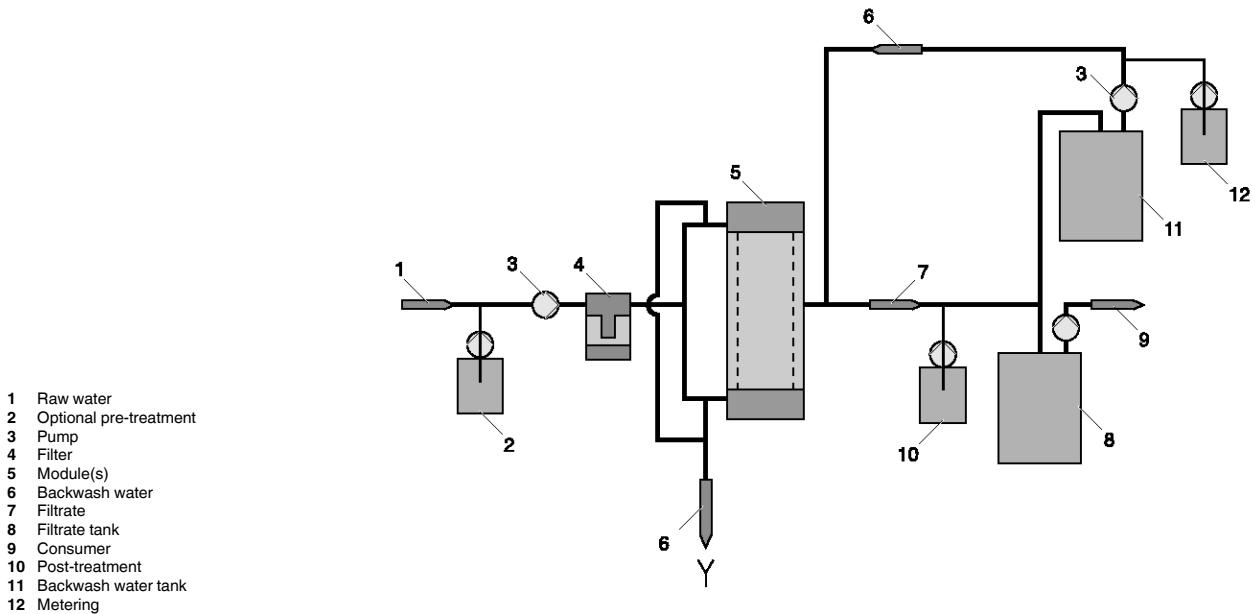 6
3
12
5
11
1
3
4
7
9
2
10
8
6
1 Raw water
2 Optional pre-treatment
3 Pump
4 Filter
5 Module(s)
6 Backwash water
7 Filtrate
8 Filtrate tank
9 Consumer
10 Post-treatment
11 Backwash water tank
12 Metering